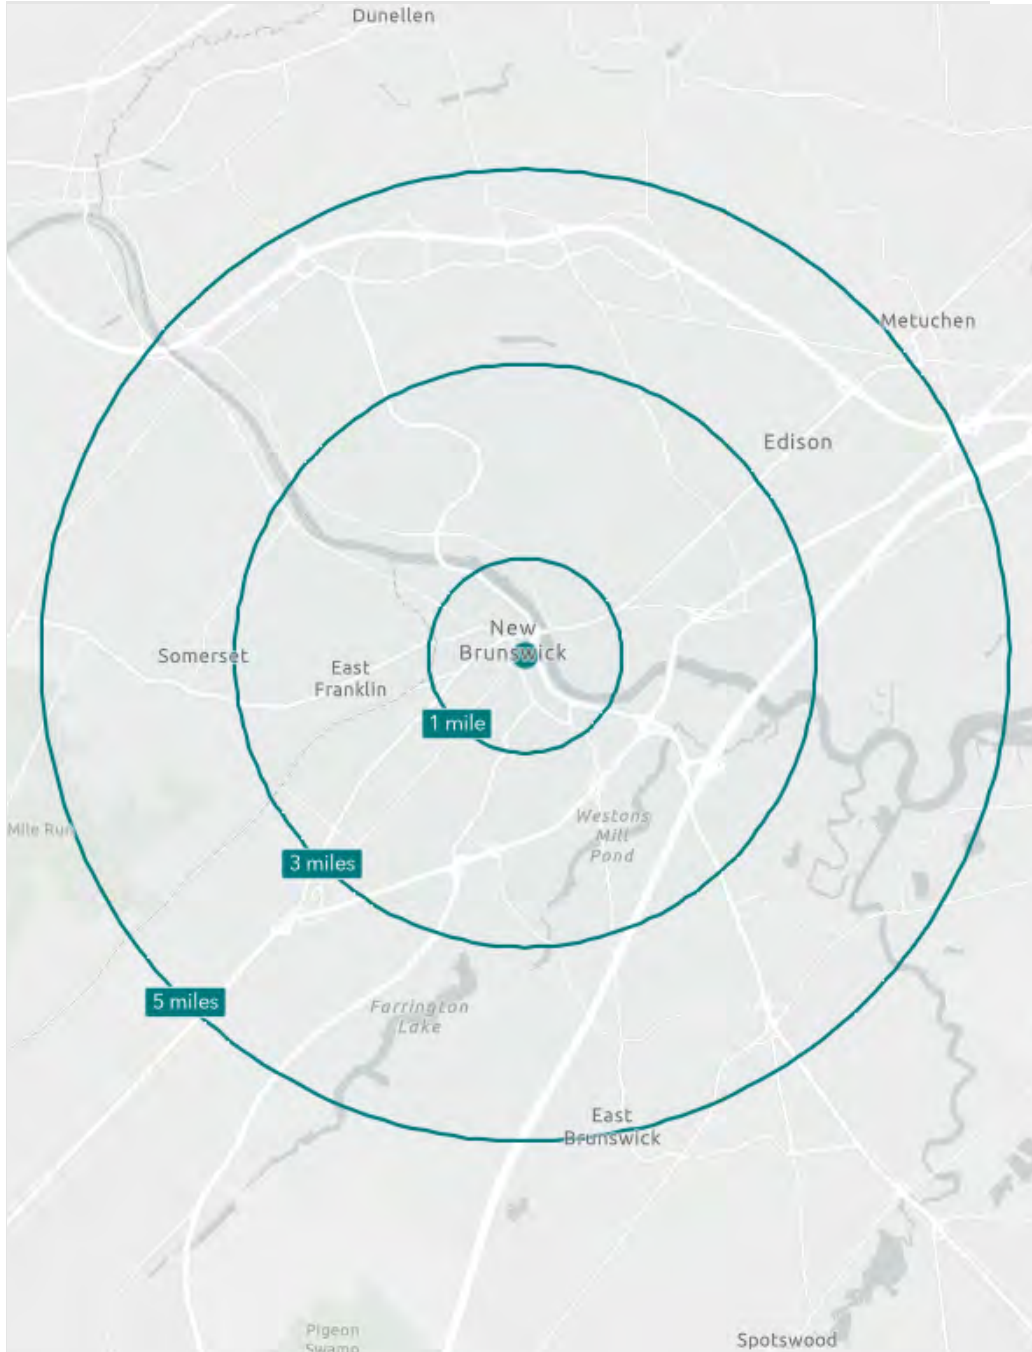 Dunellen
Metuchen
Edison
New
Brunswick
Somerset
East
Franklin
1 mile
Westons
Mill
Pond
Mile Run
3 miles
5 miles
Farrington
Lake
East
Brunswick
Pigeon
Swamp
Spotswood